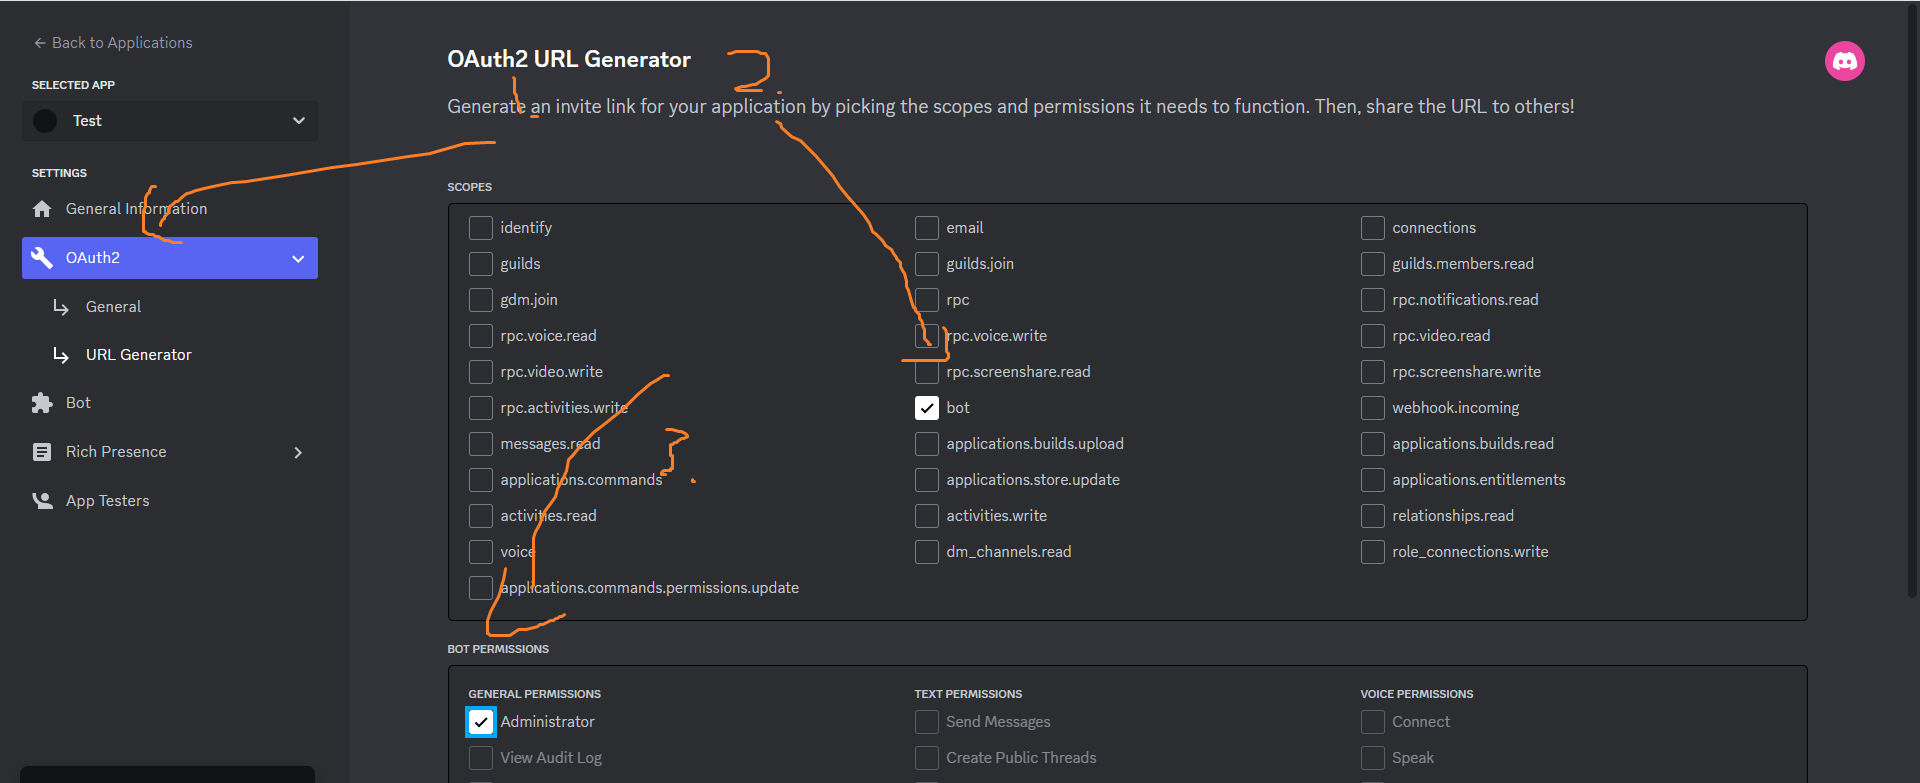 Back to Applications
SELECTED APP
Test
SETTINGS
General Information
OAuth2
General
URL Generator
Bot
Rich Presence
App Testers
OAuth2 URL Generator
2.
1.
Generate an invite link for your application by picking the scopes and permissions it needs to function. Then, share the URL to others!
SCOPES
identify
email
connections
guilds
guilds.join
guilds.members.read
gdm.join
rpc
rpc.notifications.read
rpc.voice.read
rpc.voice.write
rpc.video.read
rpc.video.write
rpc.screenshare.read
rpc.screenshare.write
rpc.activities.write
bot
webhook.incoming
messages.read
applications.builds.upload
applications.builds.read
3.
applications.commands
applications.store.update
applications.entitlements
activities.read
activities.write
relationships.read
voice
dm_channels.read
role_connections.write
applications.commands.permissions.update
BOT PERMISSIONS
GENERAL PERMISSIONS
TEXT PERMISSIONS
VOICE PERMISSIONS
Administrator
Send Messages
Connect
View Audit Log
Create Public Threads
Speak